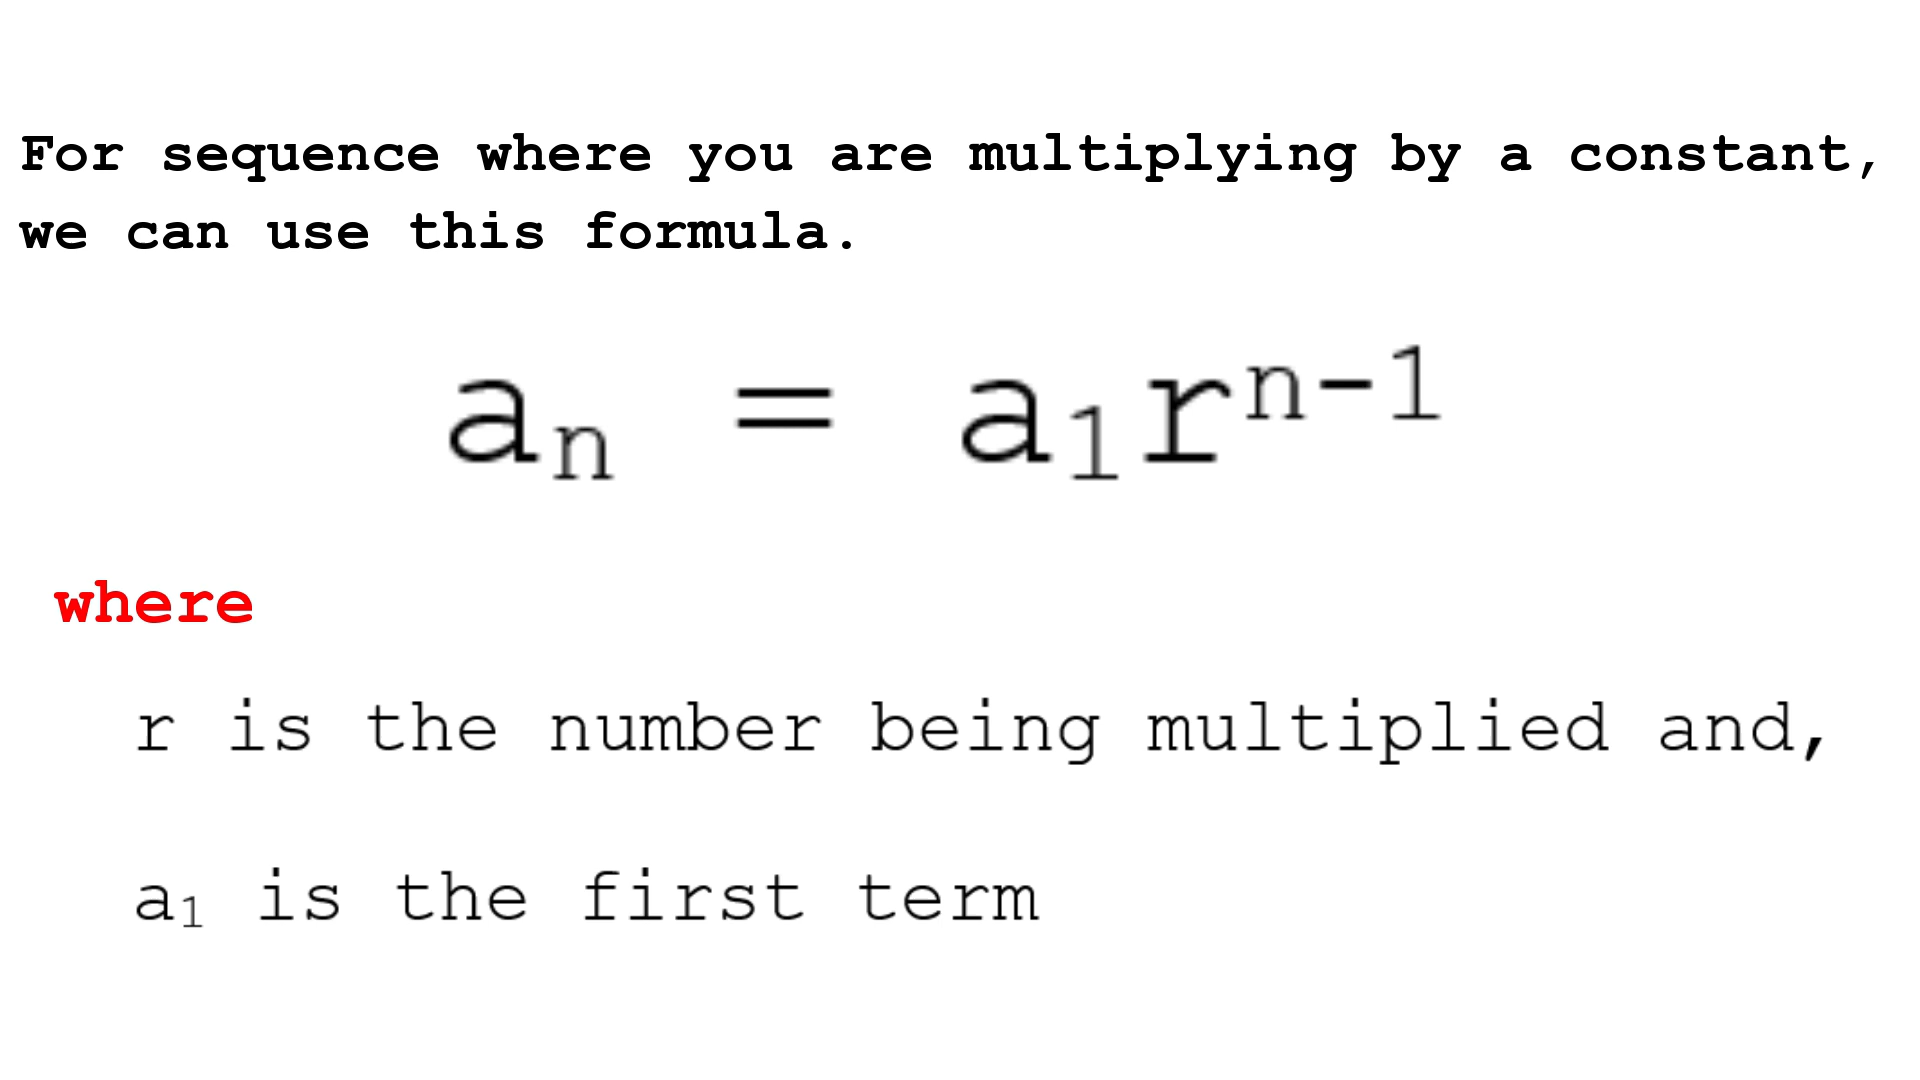 For sequence where you are multiplying by a constant,
we can use this formula.
aₙ = a₁rⁿ⁻¹
where
r is the number being multiplied and,
a₁ is the first term